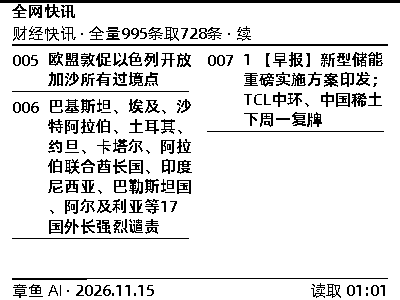 全网快讯
财经快讯 · 全量995条取728条 · 续
005 欧盟敦促以色列开放
加沙所有过境点
006 巴基斯坦、埃及、沙
特阿拉伯、土耳其、
约旦、卡塔尔、阿拉
伯联合酋长国、印度
尼西亚、巴勒斯坦国
、阿尔及利亚等17
国外长强烈谴责
007 1 【早报】新型储能
重磅实施方案印发；
TCL中环、中国稀土
下周一复牌
章鱼 AI · 2026.11.15
读取 01:01